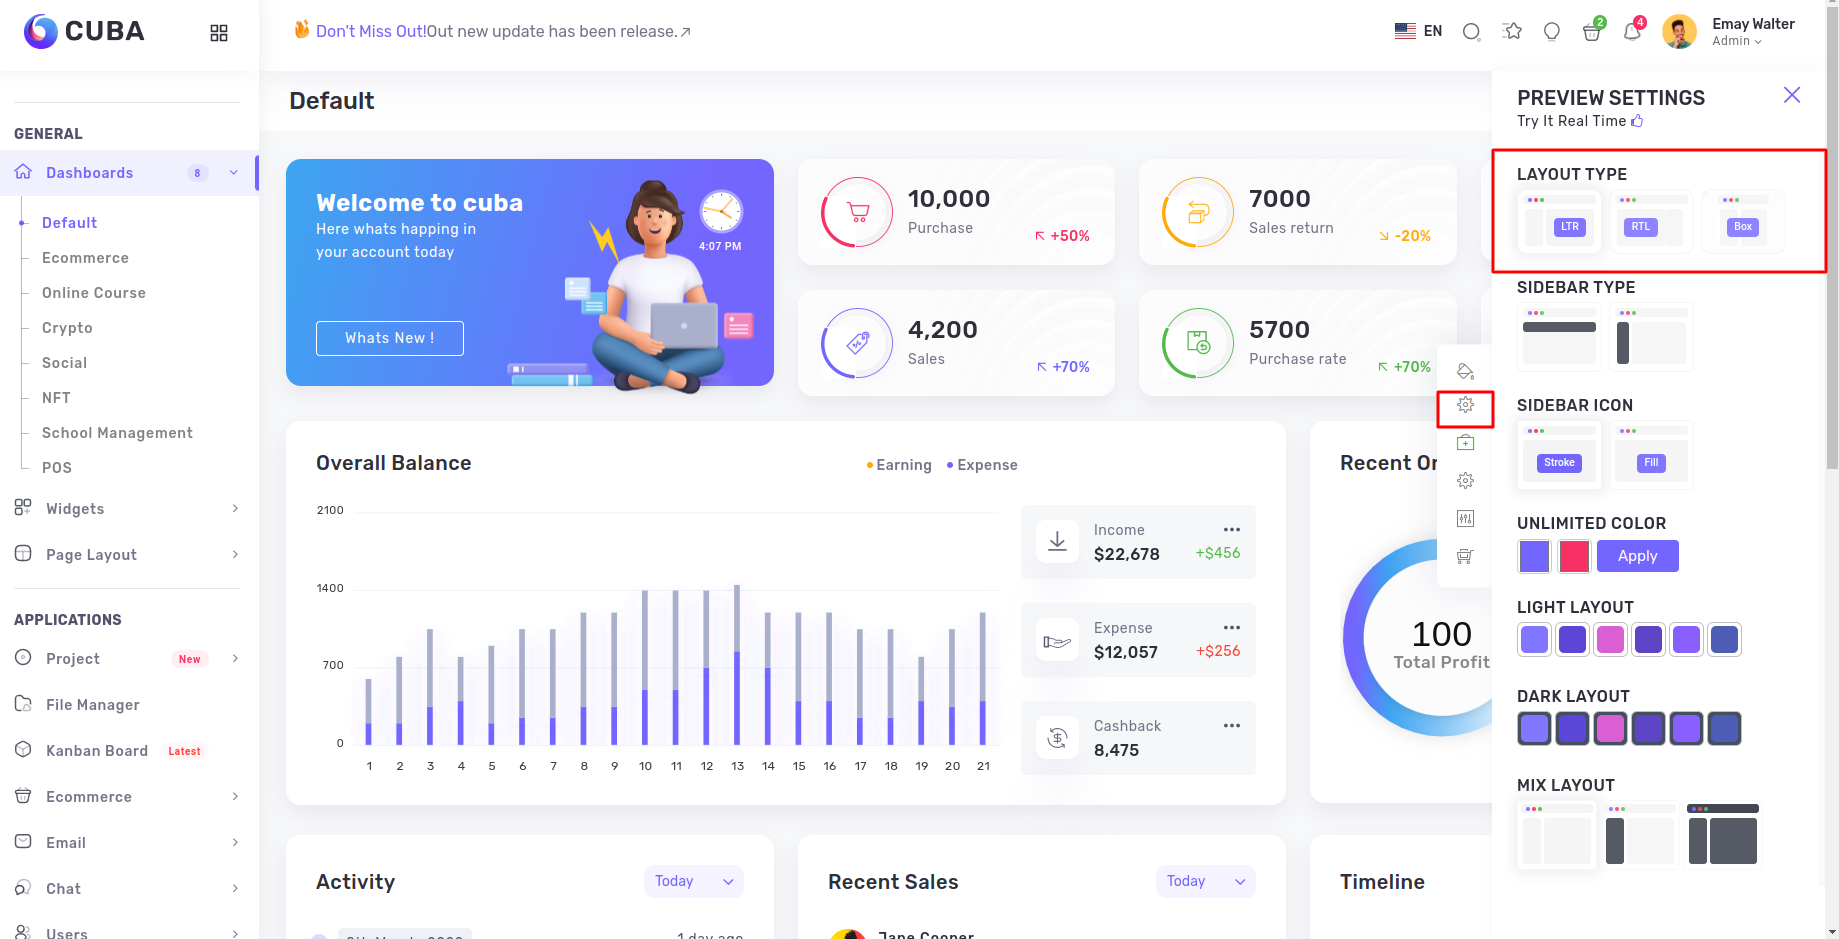 CUBA
Don't Miss Out!Out new update has been release.
EN
2
4
Emay Walter
Admin
Default
GENERAL
Dashboards
8
Default
Ecommerce
Online Course
Crypto
Social
NFT
School Management
POS
Widgets
Page Layout
APPLICATIONS
Project
New
File Manager
Kanban Board
Latest
Ecommerce
Email
Chat
Users
Welcome to cuba
Here whats happing in
your account today
4:07 PM
Whats New !
10,000
Purchase
+50%
7000
Sales return
-20%
4,200
Sales
+70%
5700
Purchase rate
+70%
Overall Balance
Earning
Expense
2100
1400
700
0
1 2 3 4 5 6 7 8 9 10 11 12 13 14 15 16 17 18 19 20 21
Income
$22,678
+$456
Expense
$12,057
+$256
Cashback
8,475
Recent Or
100
Total Profit
Activity
Today
1 day ago
Recent Sales
Today
Jane Cooper
Timeline
PREVIEW SETTINGS
Try It Real Time
LAYOUT TYPE
LTR
RTL
Box
SIDEBAR TYPE
SIDEBAR ICON
Stroke
Fill
UNLIMITED COLOR
Apply
LIGHT LAYOUT
DARK LAYOUT
MIX LAYOUT